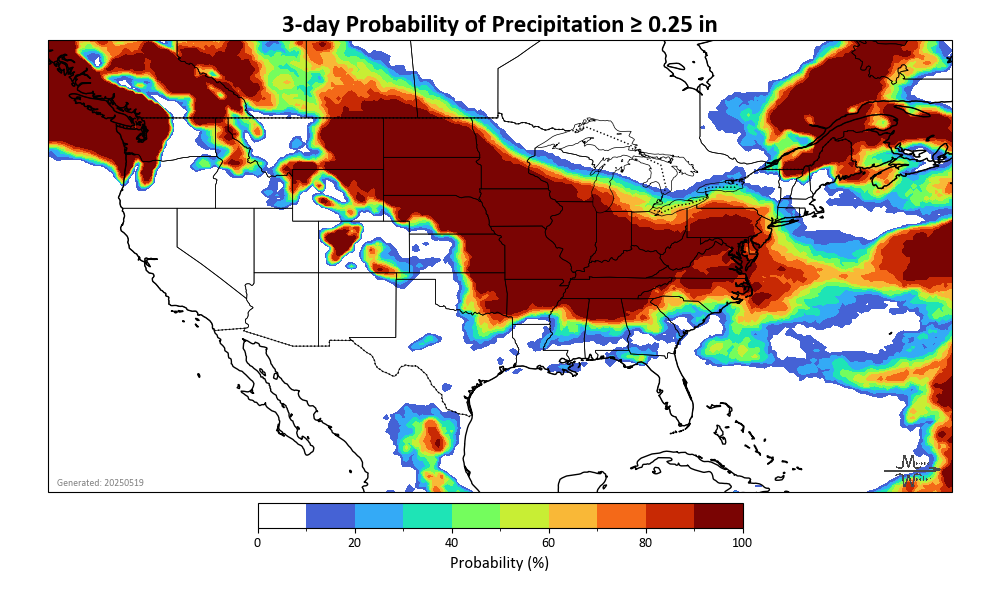 3-day Probability of Precipitation ≥ 0.25 in
Generated: 20250519
0 20 40 60 80 100
Probability (%)